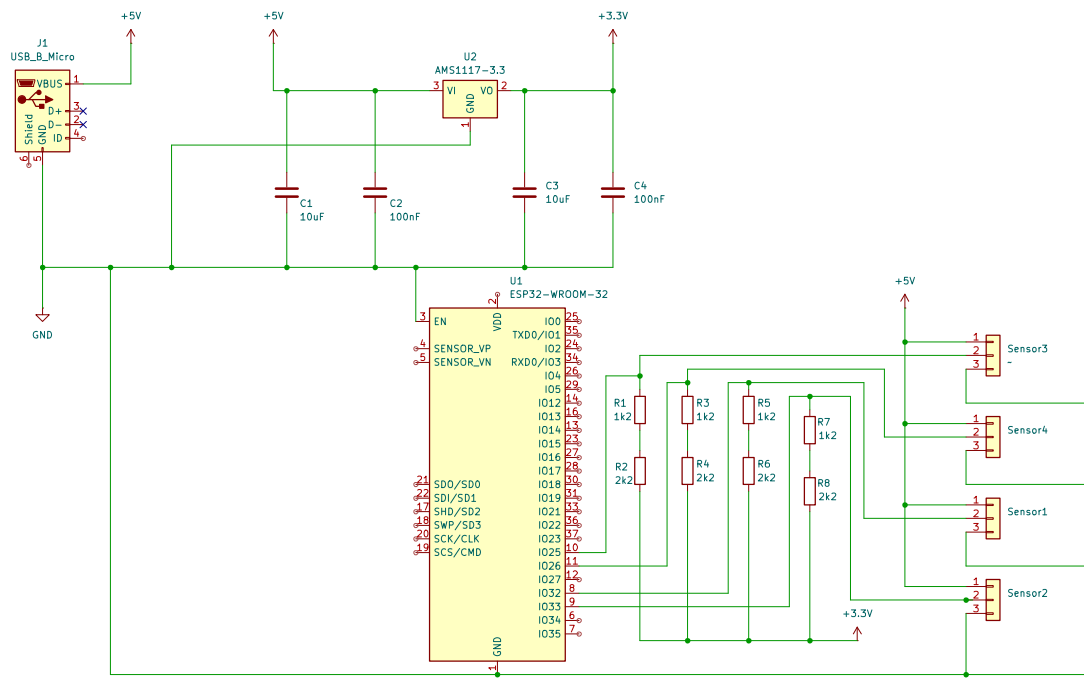 +5V
+5V
+3.3V
J1
USB_B_Micro
VBUS
1
D+
3
D-
2
ID
4
Shield
GND
6
5
GND
U2
AMS1117-3.3
3
VI
VO
2
GND
1
C1
10uF
C2
100nF
C3
10uF
C4
100nF
U1
ESP32-WROOM-32
2
VDD
3
EN
4
SENSOR_VP
5
SENSOR_VN
21
SDO/SD0
22
SDI/SD1
17
SHD/SD2
18
SWP/SD3
20
SCK/CLK
19
SCS/CMD
IO0
25
TXD0/IO1
35
IO2
24
RXD0/IO3
34
IO4
26
IO5
29
IO12
14
IO13
16
IO14
13
IO15
23
IO16
27
IO17
28
IO18
30
IO19
31
IO21
33
IO22
36
IO23
37
IO25
10
IO26
11
IO27
12
IO32
8
IO33
9
IO34
6
IO35
7
GND
1
R1
1k2
R2
2k2
R3
1k2
R4
2k2
R5
1k2
R6
2k2
R7
1k2
R8
2k2
+3.3V
+5V
1
2
3
Sensor3
-
1
2
3
Sensor4
1
2
3
Sensor1
1
2
3
Sensor2